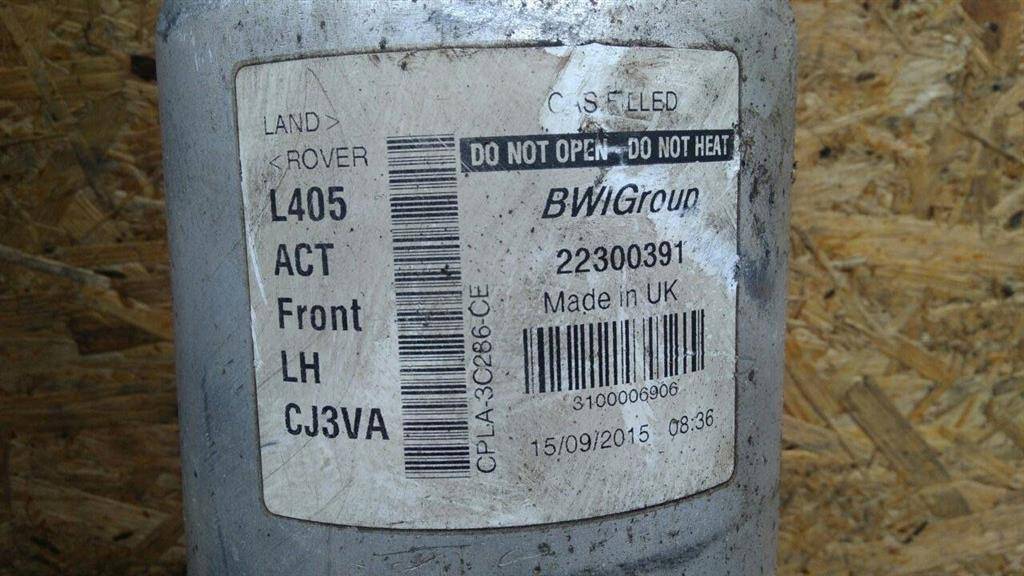 LAND >
< ROVER
L405
ACT
Front
LH
CJ3VA
CPLA-3C286-CE
GAS FILLED
DO NOT OPEN - DO NOT HEAT
BWIGroup
22300391
Made in UK
3100006906
15/09/2015 08:36